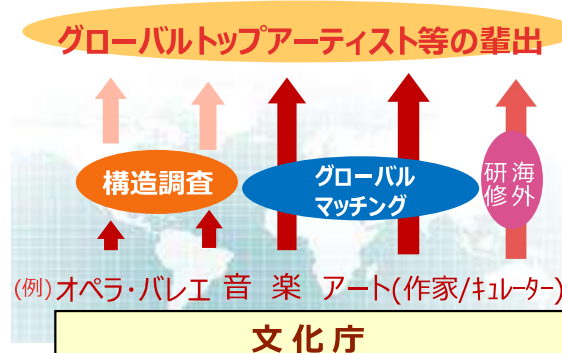 グローバルトップアーティスト等の輩出
構造調査
グローバル
マッチング
海外
研修
(例)オペラ・バレエ 音 楽 アート(作家/キュレーター)
文化庁